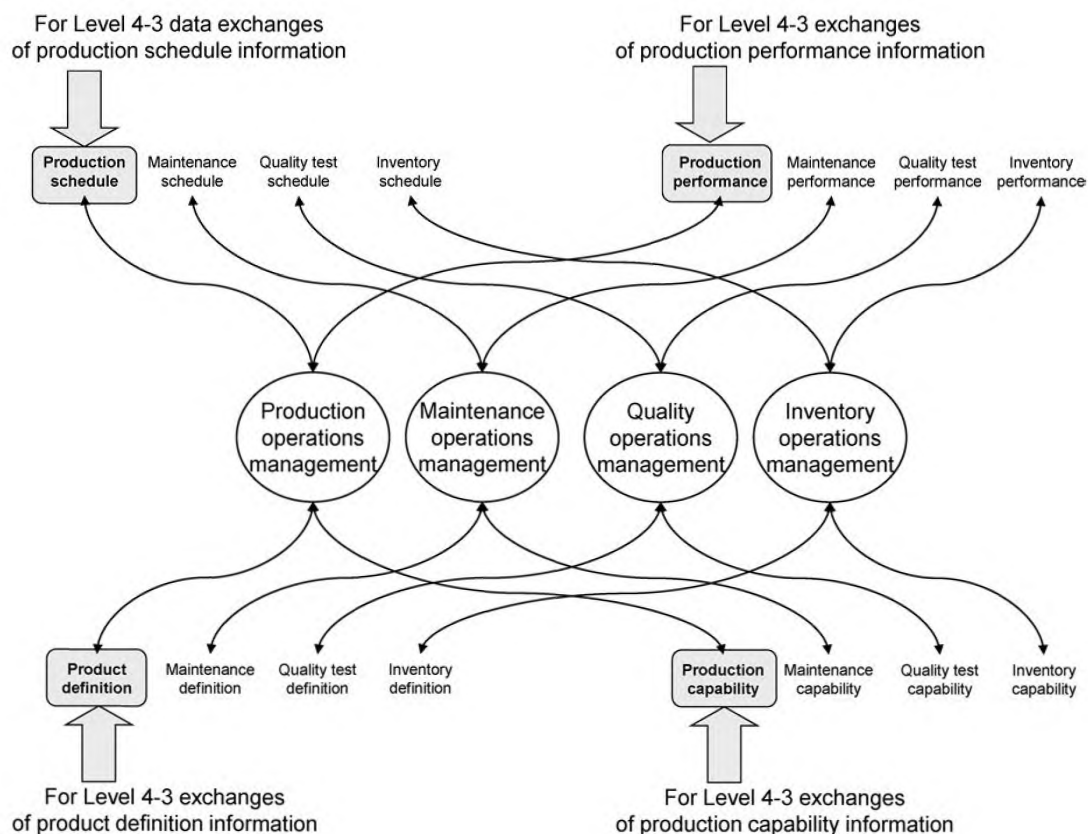 For Level 4-3 data exchanges
of production schedule information
For Level 4-3 exchanges
of production performance information
Production
schedule
Maintenance
schedule
Quality test
schedule
Inventory
schedule
Production
performance
Maintenance
performance
Quality test
performance
Inventory
performance
Production
operations
management
Maintenance
operations
management
Quality
operations
management
Inventory
operations
management
Product
definition
Maintenance
definition
Quality test
definition
Inventory
definition
Production
capability
Maintenance
capability
Quality test
capability
Inventory
capability
For Level 4-3 exchanges
of product definition information
For Level 4-3 exchanges
of production capability information